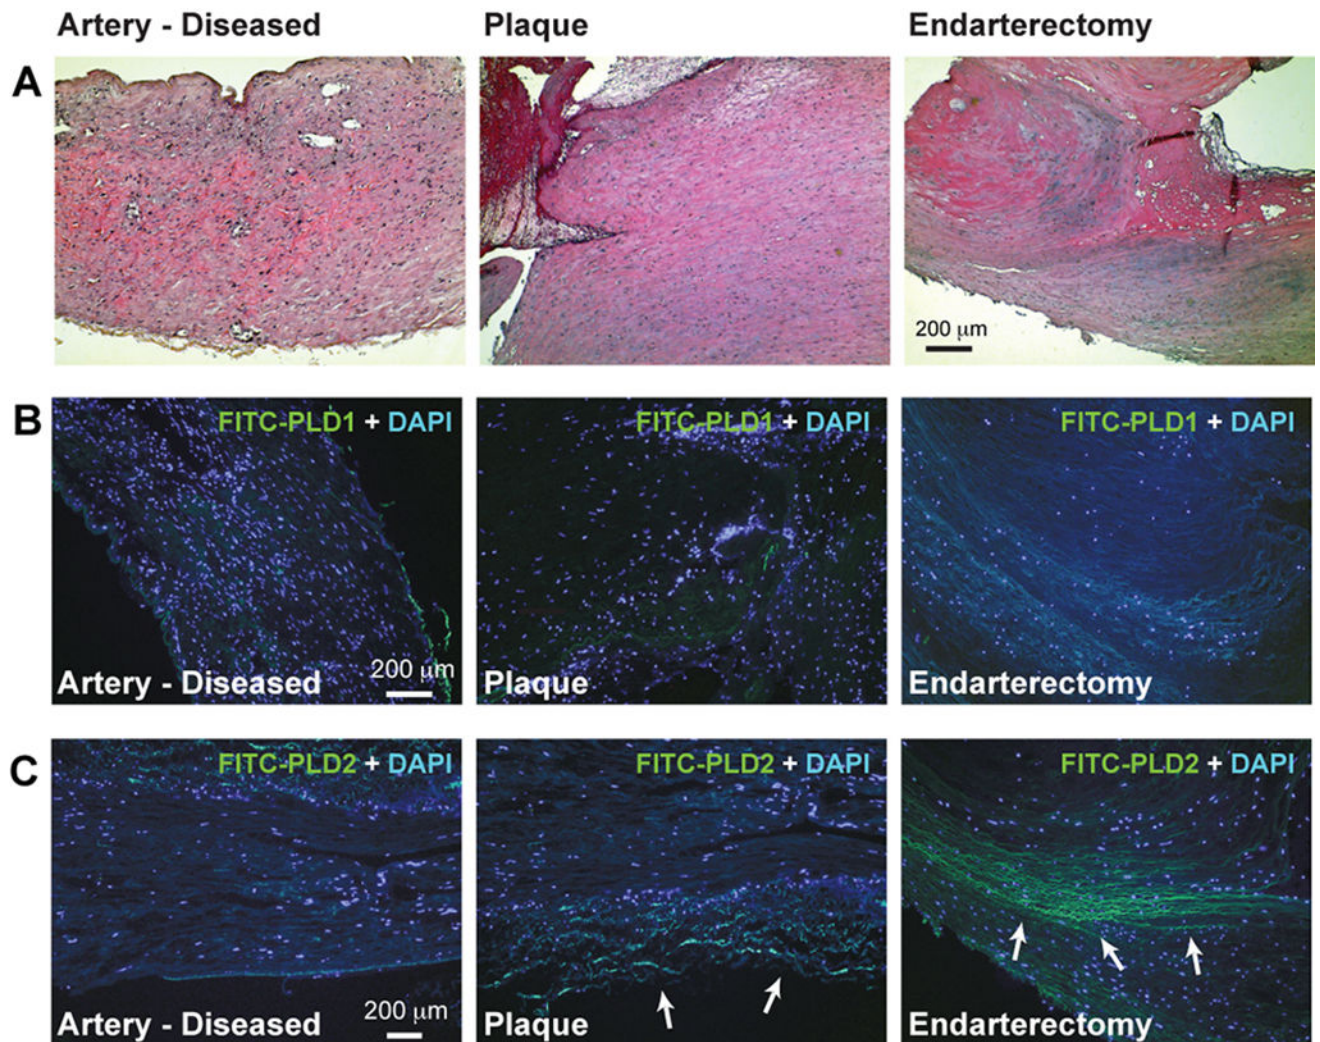 Artery - Diseased
Plaque
Endarterectomy
A
200 μm
B
FITC-PLD1 + DAPI
FITC-PLD1 + DAPI
FITC-PLD1 + DAPI
200 μm
Artery - Diseased
Plaque
Endarterectomy
C
FITC-PLD2 + DAPI
FITC-PLD2 + DAPI
FITC-PLD2 + DAPI
200 μm
Artery - Diseased
Plaque
Endarterectomy